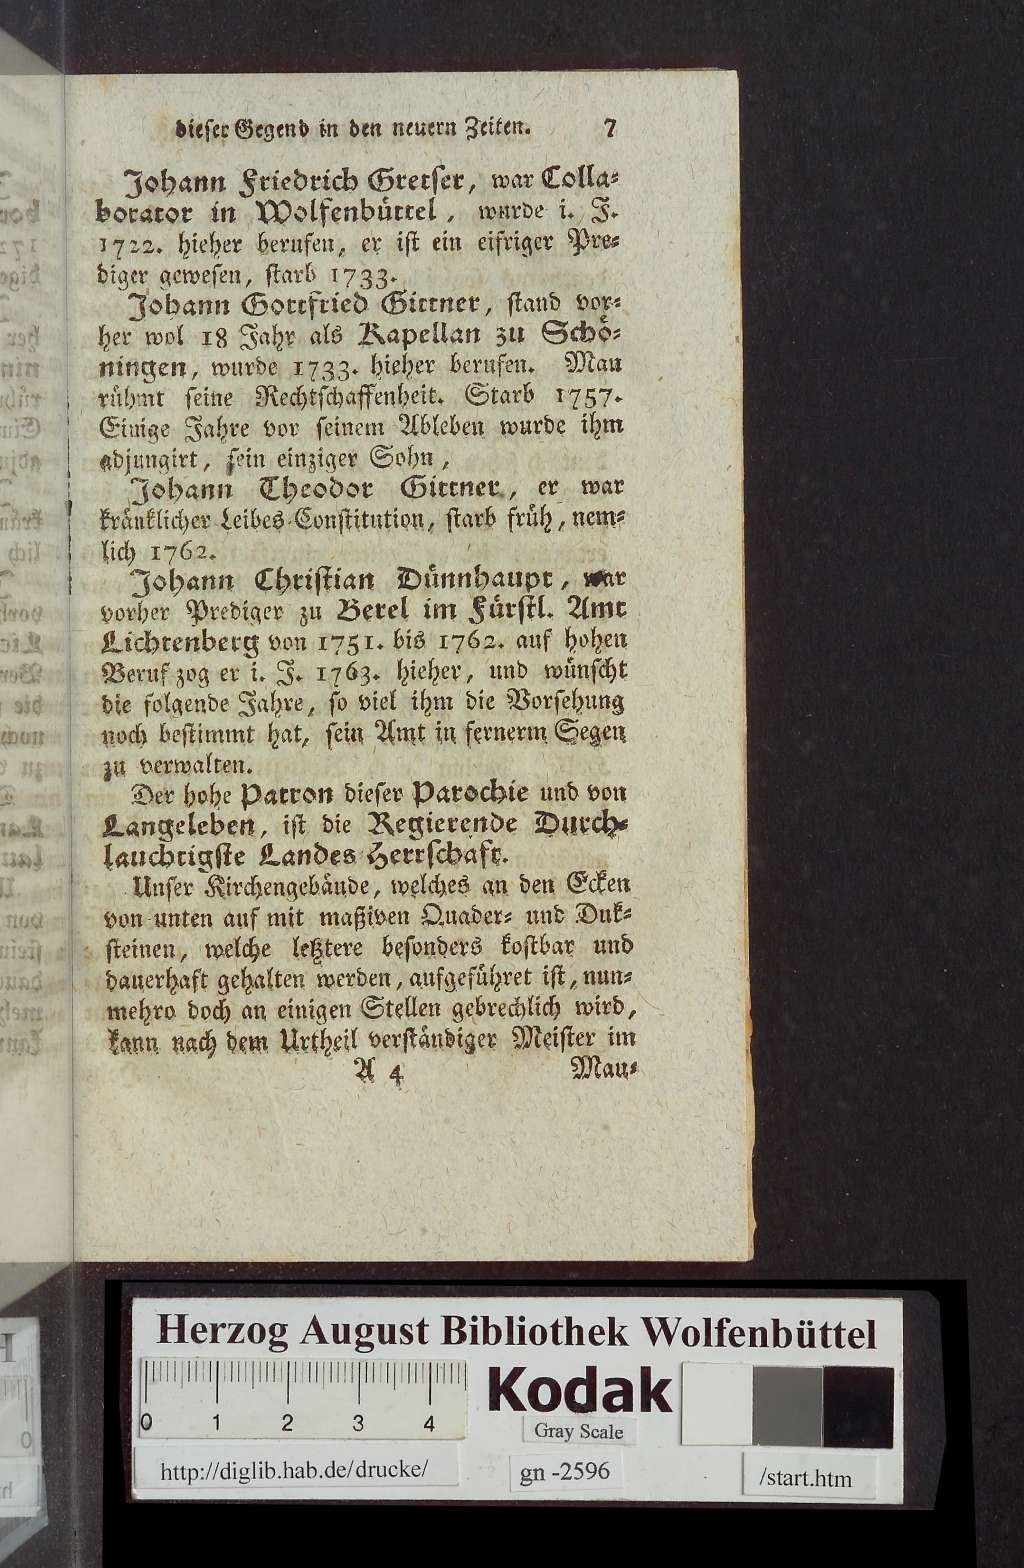 dieser Gegend in den neuern Zeiten. 7
Johann Friedrich Gretser, war Colla⸗
borator in Wolfenbüttel, wurde i. J.
1722. hieher berufen, er ist ein eifriger Pre⸗
diger gewesen, starb 1733.
Johann Gottfried Gittner, stand vor⸗
her wol 18 Jahr als Kapellan zu Schö⸗
ningen, wurde 1733. hieher berufen. Man
rühmt seine Rechtschaffenheit. Starb 1757.
Einige Jahre vor seinem Ableben wurde ihm
adjungirt, sein einziger Sohn,
Johann Theodor Gittner, er war
kränklicher Leibes-Constitution, starb früh, nem⸗
lich 1762.
Johann Christian Dünnhaupt, war
vorher Prediger zu Berel im Fürstl. Amt
Lichtenberg von 1751. bis 1762. auf hohen
Beruf zog er i. J. 1763. hieher, und wünscht
die folgende Jahre, so viel ihm die Vorsehung
noch bestimmt hat, sein Amt in fernerm Segen
zu verwalten.
Der hohe Patron dieser Parochie und von
Langeleben, ist die Regierende Durch⸗
lauchtigste Landes Herrschaft.
Unser Kirchengebäude, welches an den Ecken
von unten auf mit maßiven Quader⸗ und Duk⸗
steinen, welche letztere besonders kostbar und
dauerhaft gehalten werden, aufgeführet ist, nun⸗
mehro doch an einigen Stellen gebrechlich wird,
kann nach dem Urtheil verständiger Meister im
A 4 Mau⸗
Herzog August Bibliothek Wolfenbüttel
0 1 2 3 4
Kodak
Gray Scale
http://diglib.hab.de/drucke/
gn -2596
/start.htm